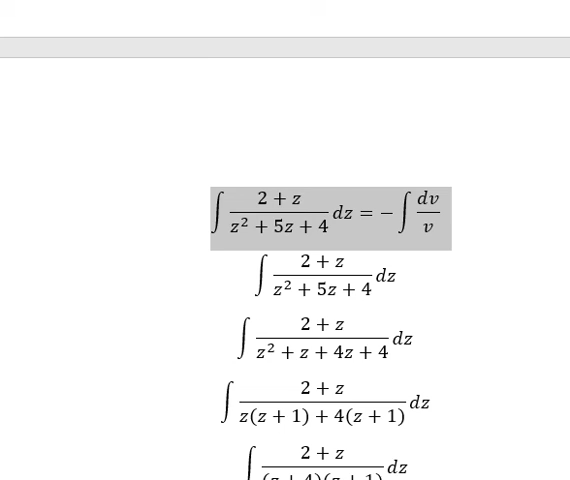 ∫ (2 + z)/(z² + 5z + 4) dz = − ∫ dv/v
∫ (2 + z)/(z² + 5z + 4) dz
∫ (2 + z)/(z² + z + 4z + 4) dz
∫ (2 + z)/(z(z + 1) + 4(z + 1)) dz
∫ (2 + z)/((z + 4)(z + 1)) dz